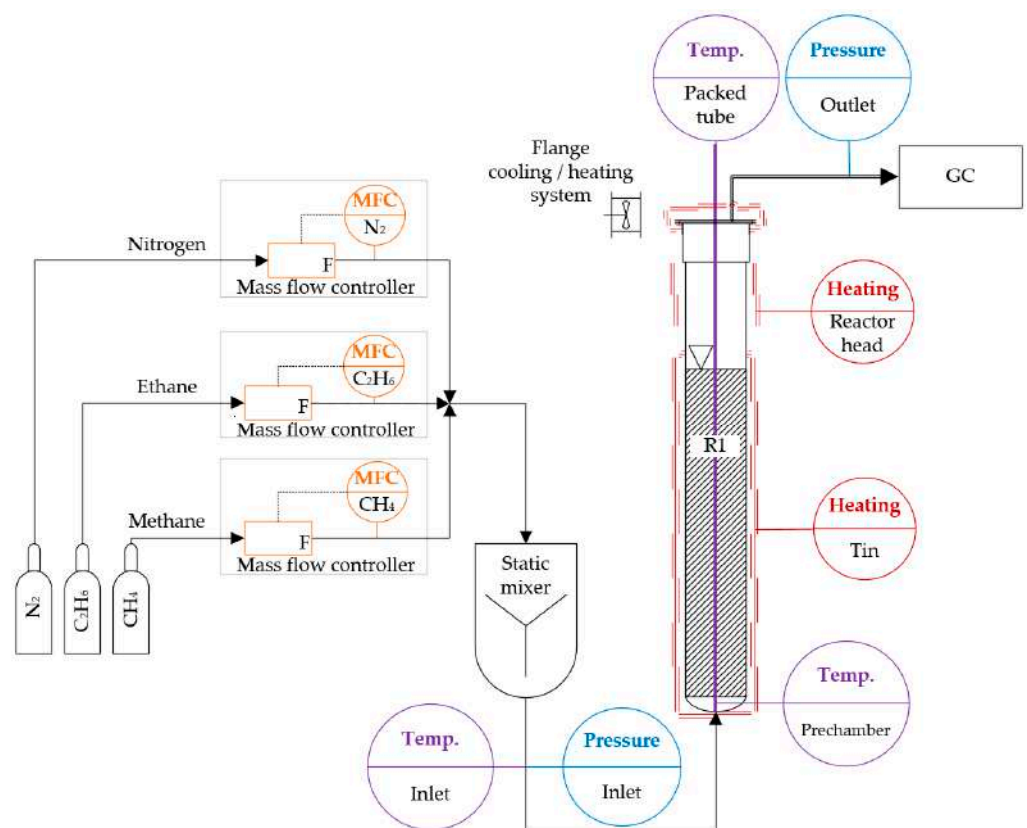 Temp.
Packed
tube
Pressure
Outlet
Flange
cooling / heating
system
GC
MFC
N₂
Nitrogen
F
Mass flow controller
Heating
Reactor
head
MFC
C₂H₆
Ethane
F
Mass flow controller
R1
MFC
CH₄
Methane
F
Mass flow controller
Heating
Tin
N₂
C₂H₆
CH₄
Static
mixer
Temp.
Prechamber
Temp.
Inlet
Pressure
Inlet